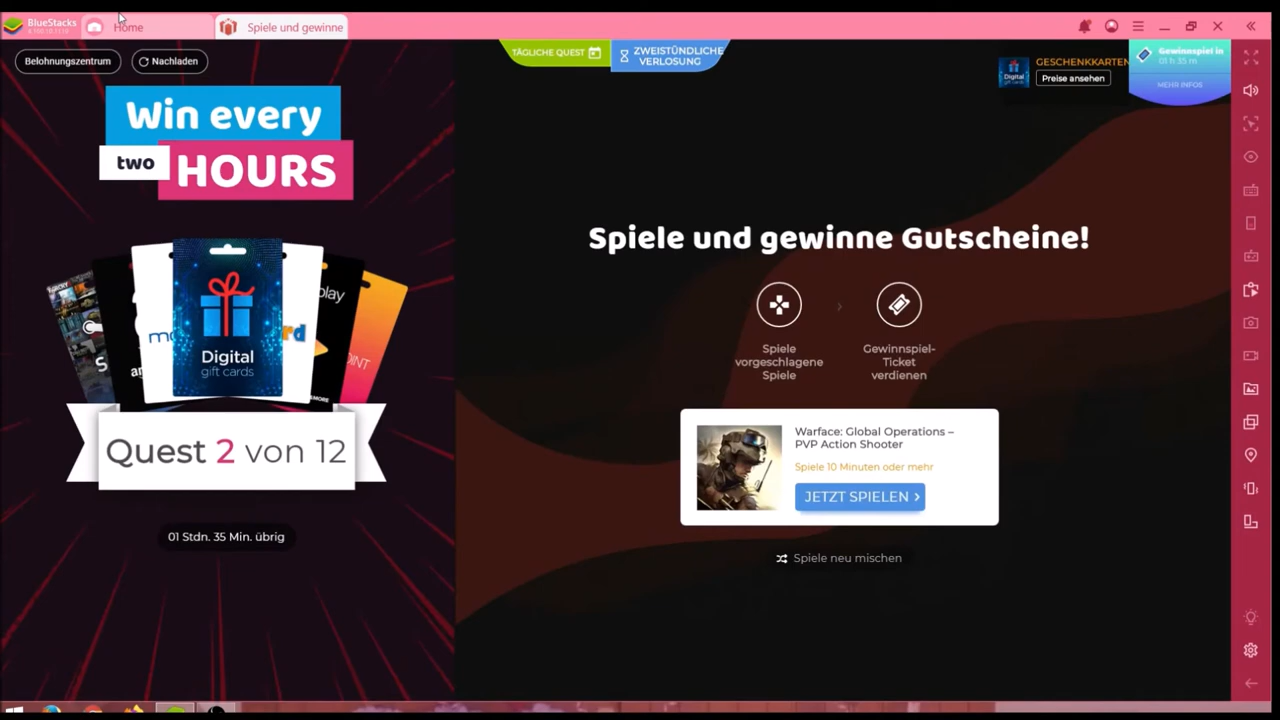 BlueStacks
Home
Spiele und gewinne
Belohnungszentrum
Nachladen
TÄGLICHE QUEST
ZWEISTÜNDLICHE
VERLOSUNG
GESCHENKKARTEN
Preise ansehen
Gewinnspiel in
01 h 35 m
MEHR INFOS
Win every
two
HOURS
Digital
gift cards
Quest 2 von 12
01 Stdn. 35 Min. übrig
Spiele und gewinne Gutscheine!
Spiele
vorgeschlagene
Spiele
Gewinnspiel-
Ticket
verdienen
Warface: Global Operations –
PVP Action Shooter
Spiele 10 Minuten oder mehr
JETZT SPIELEN
Spiele neu mischen